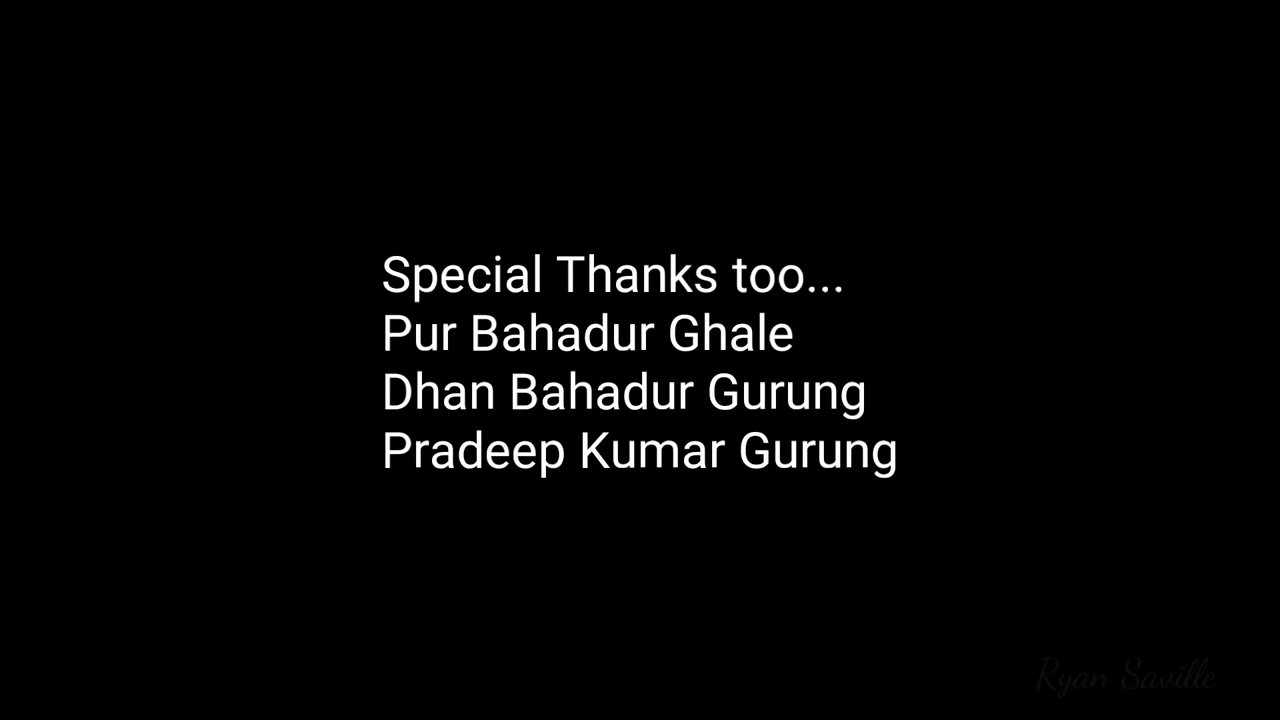 Special Thanks too...
Pur Bahadur Ghale
Dhan Bahadur Gurung
Pradeep Kumar Gurung
Ryan Saville